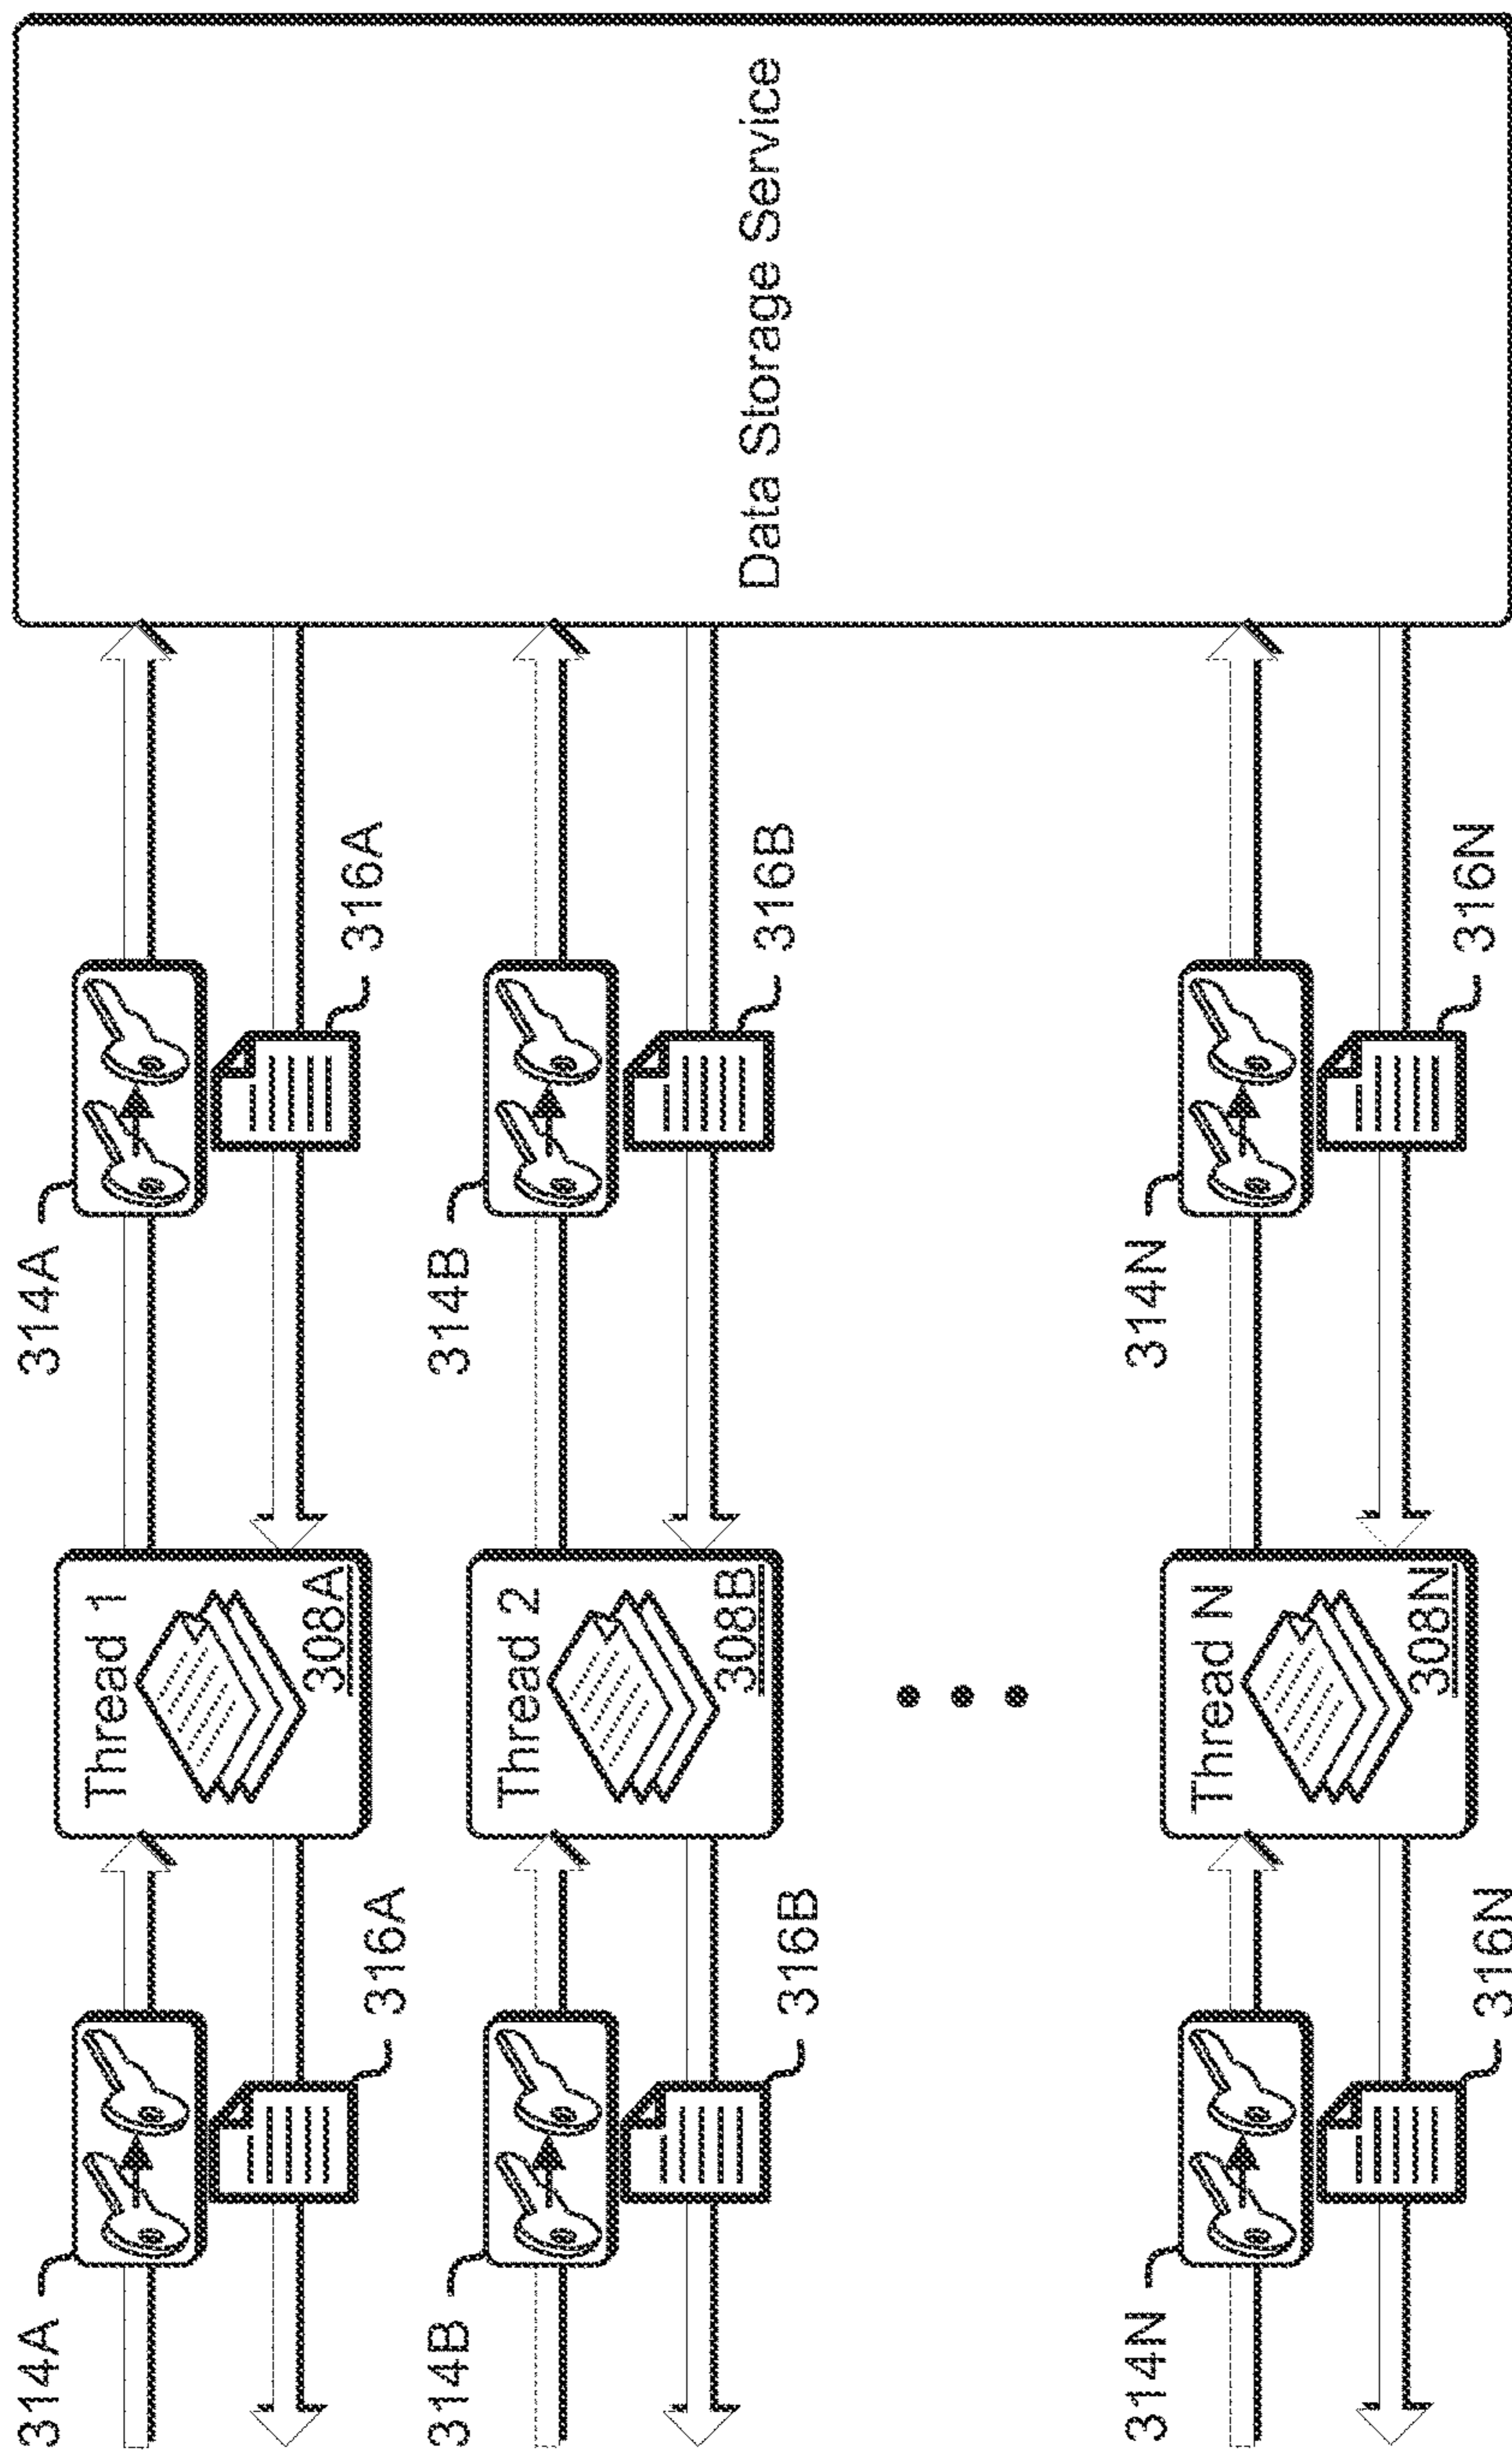 314A
316A
Thread 1
308A
314A
316A
314B
316B
Thread 2
308B
314B
316B
314N
316N
Thread N
308N
314N
316N
Data Storage Service